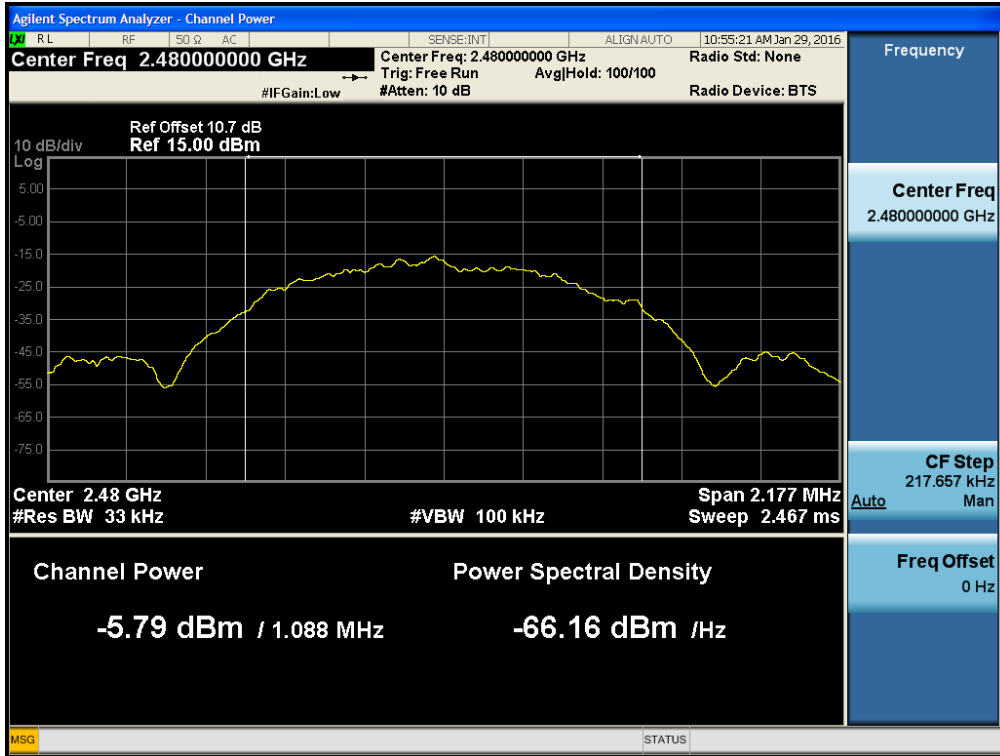 Agilent Spectrum Analyzer - Channel Power
LXI RL RF 50 Ω AC SENSE:INT ALIGN AUTO 10:55:21 AM Jan 29, 2016
Center Freq 2.480000000 GHz
Center Freq: 2.480000000 GHz Radio Std: None
Trig: Free Run Avg|Hold: 100/100
#IFGain:Low #Atten: 10 dB Radio Device: BTS
Ref Offset 10.7 dB
10 dB/div Ref 15.00 dBm
Log
5.00
-5.00
-15.0
-25.0
-35.0
-45.0
-55.0
-65.0
-75.0
Center 2.48 GHz Span 2.177 MHz
#Res BW 33 kHz #VBW 100 kHz Sweep 2.467 ms
Channel Power Power Spectral Density
-5.79 dBm / 1.088 MHz -66.16 dBm /Hz
MSG STATUS
Frequency
Center Freq
2.480000000 GHz
CF Step
217.657 kHz
Auto Man
Freq Offset
0 Hz